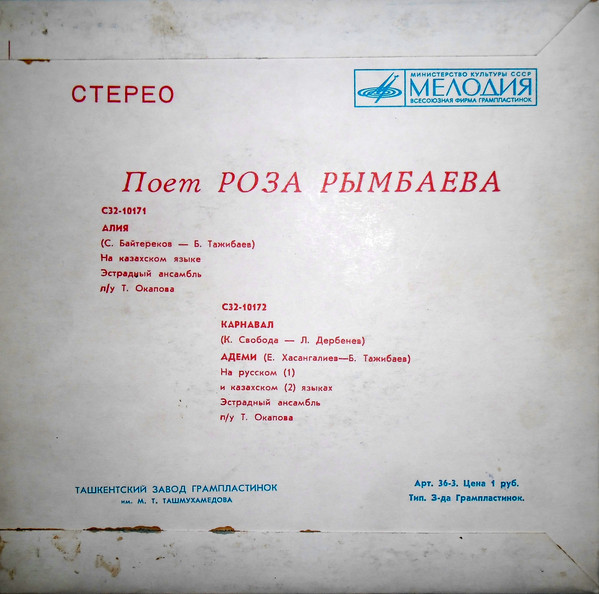 СТЕРЕО
МИНИСТЕРСТВО КУЛЬТУРЫ СССР
МЕЛОДИЯ
ВСЕСОЮЗНАЯ ФИРМА ГРАМПЛАСТИНОК
Поет РОЗА РЫМБАЕВА
С32-10171
АЛИЯ
(С. Байтереков — Б. Тажибаев)
На казахском языке
Эстрадный ансамбль
п/у Т. Окапова
С32-10172
КАРНАВАЛ
(К. Свобода — Л. Дербенев)
АДЕМИ (Е. Хасангалиев—Б. Тажибаев)
На русском (1)
и казахском (2) языках
Эстрадный ансамбль
п/у Т. Окапова
ТАШКЕНТСКИЙ ЗАВОД ГРАМПЛАСТИНОК
им. М. Т. ТАШМУХАМЕДОВА
Арт. 36-3. Цена 1 руб.
Тип. З-да Грампластинок.